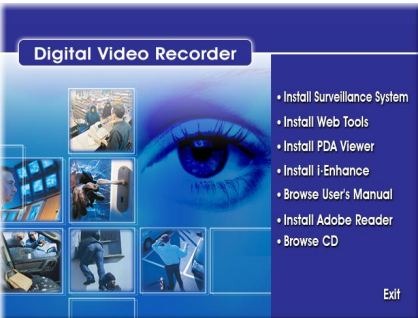 Digital Video Recorder
• Install Surveillance System
• Install Web Tools
• Install PDA Viewer
• Install i-Enhance
• Browse User's Manual
• Install Adobe Reader
• Browse CD
Exit